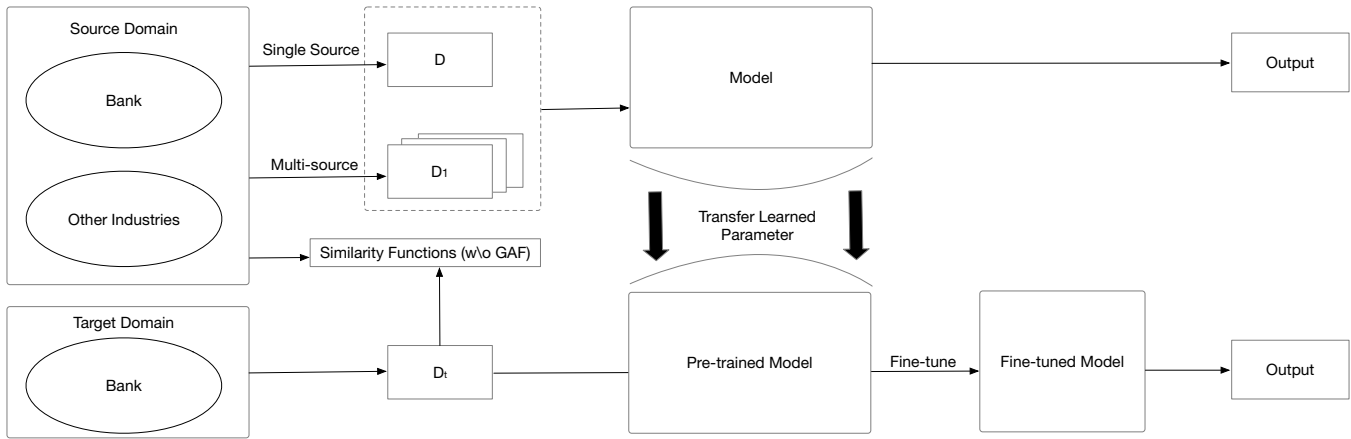 Source Domain
Bank
Other Industries
Single Source
D
Multi-source
D1
Similarity Functions (w\o GAF)
Model
Output
Transfer Learned
Parameter
Target Domain
Bank
Dt
Pre-trained Model
Fine-tune
Fine-tuned Model
Output